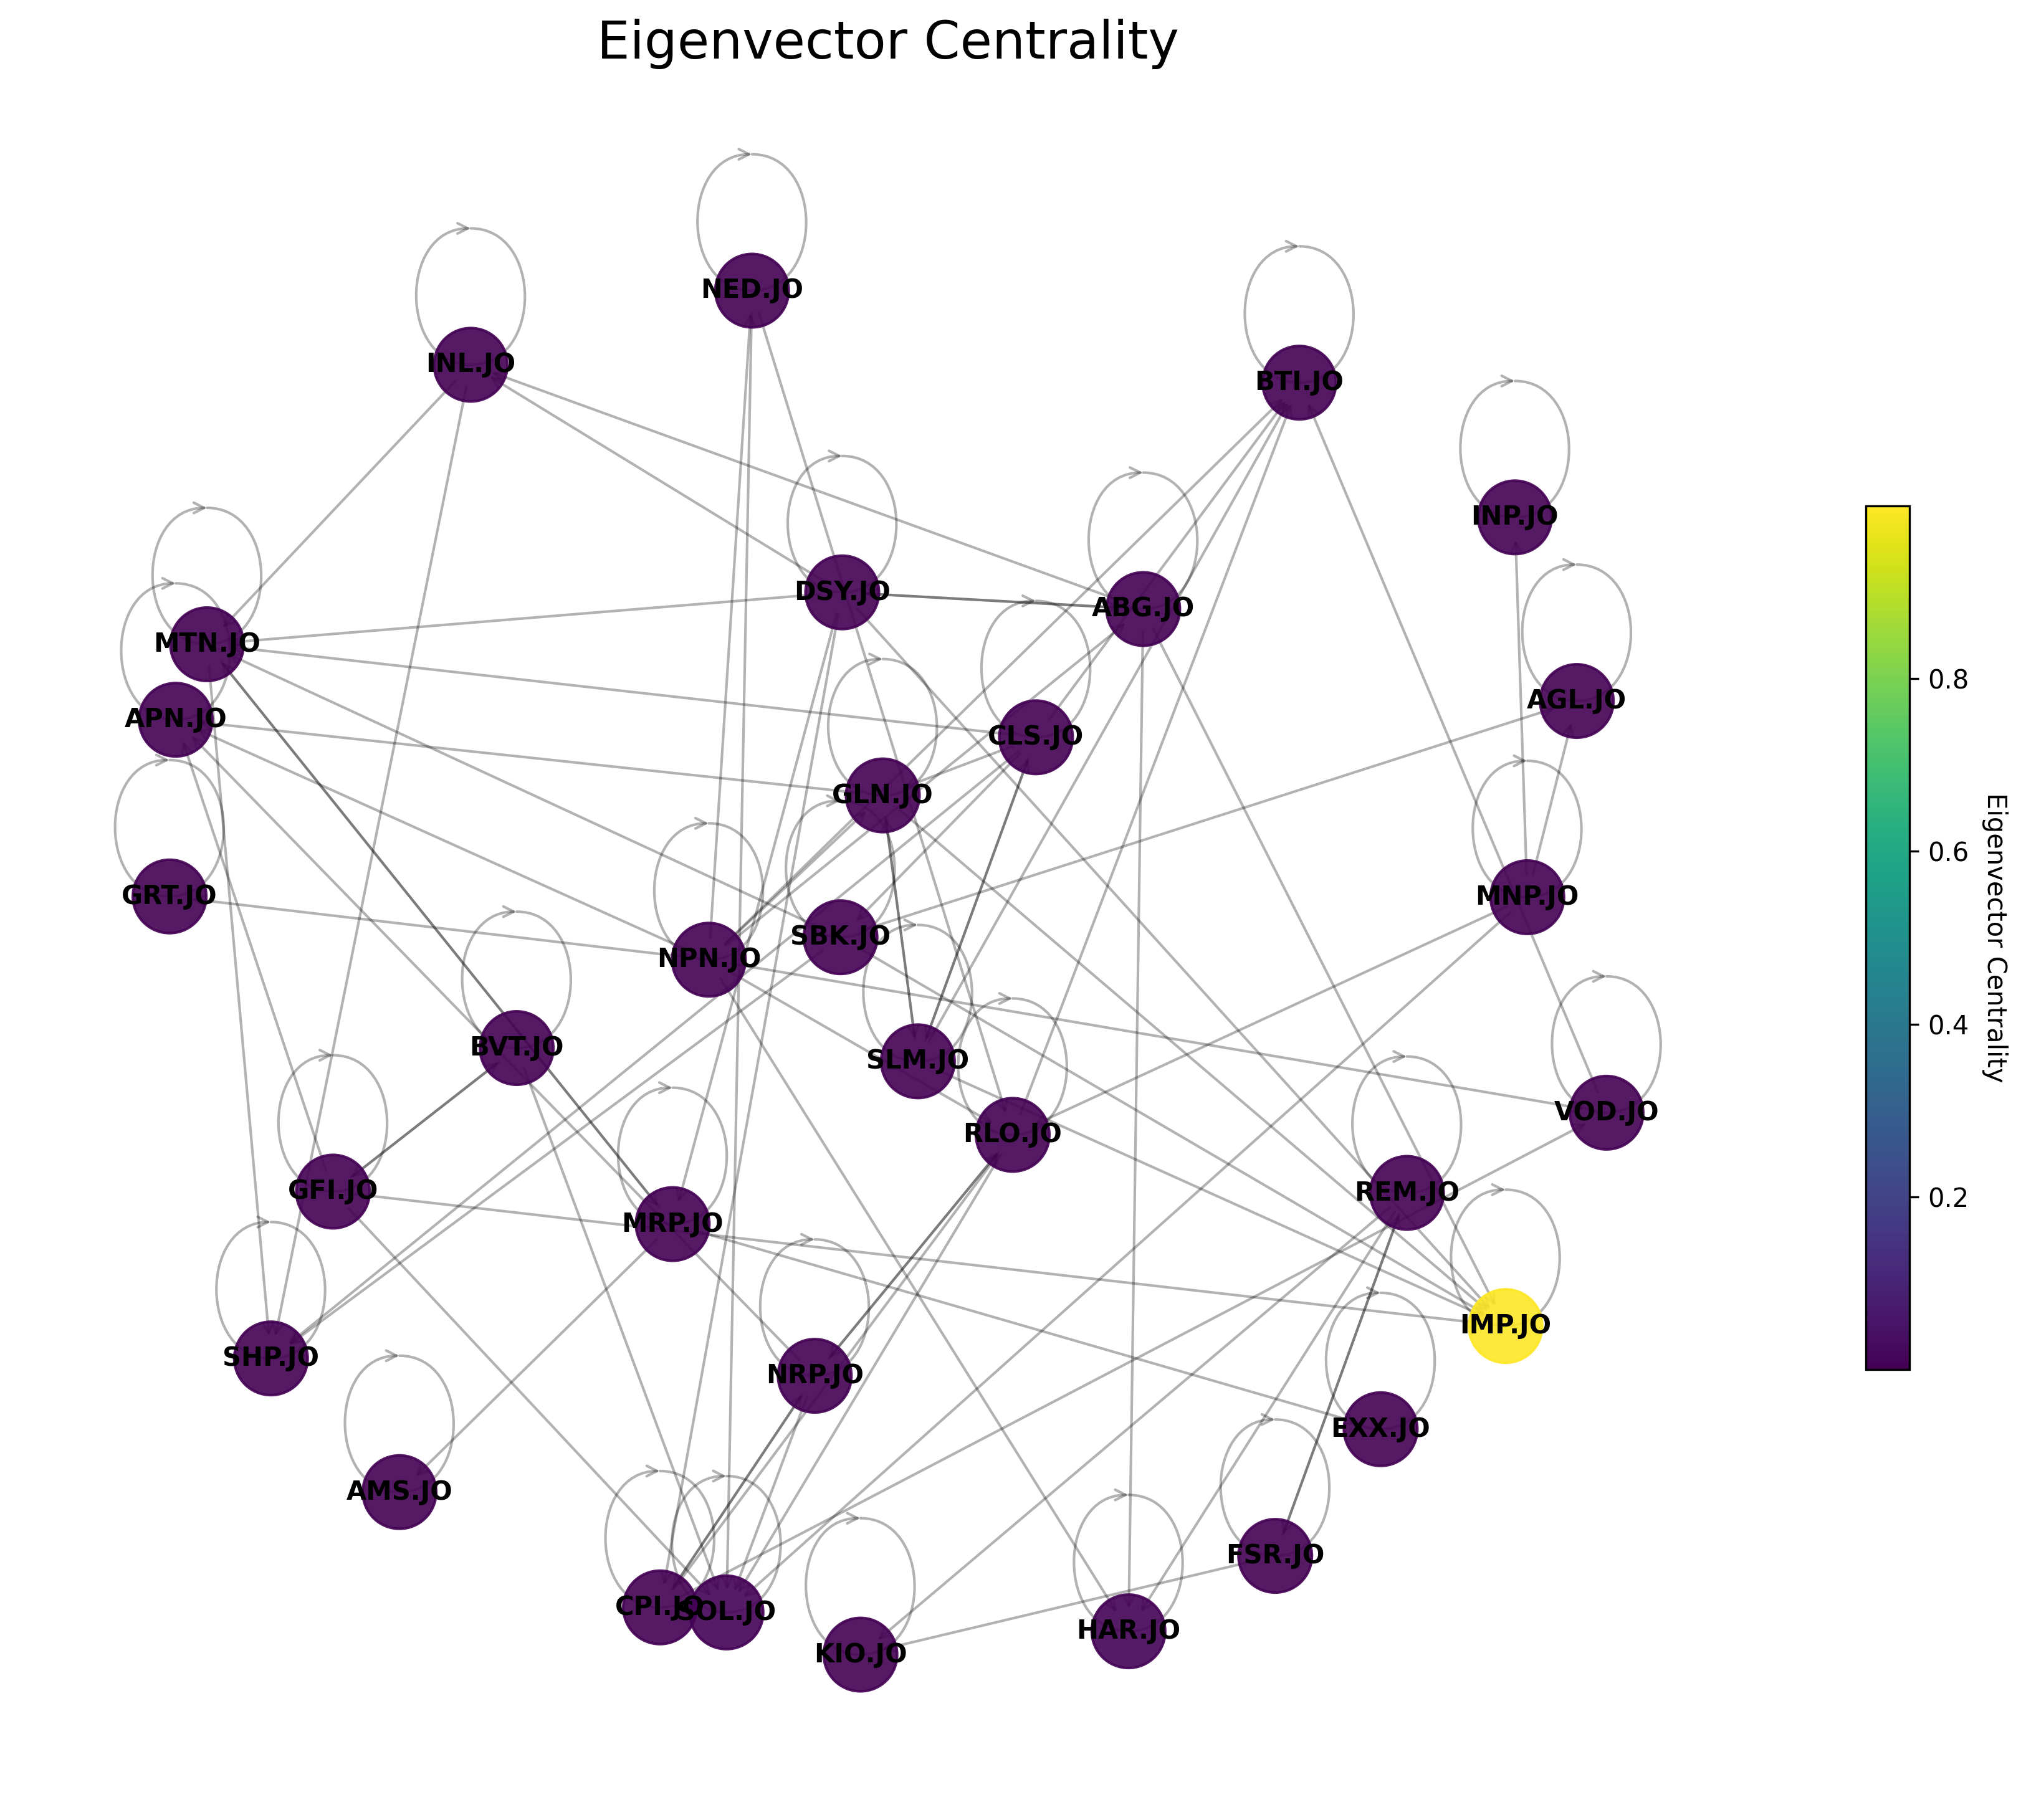 Eigenvector Centrality
NED.JO
INL.JO
BTI.JO
INP.JO
DSY.JO
ABG.JO
MTN.JO
AGL.JO
APN.JO
CLS.JO
GLN.JO
GRT.JO
MNP.JO
SBK.JO
NPN.JO
BVT.JO
SLM.JO
VOD.JO
RLO.JO
GFI.JO
REM.JO
MRP.JO
IMP.JO
SHP.JO
NRP.JO
EXX.JO
AMS.JO
FSR.JO
CPI.JO
SOL.JO
HAR.JO
KIO.JO
0.8
0.6
0.4
0.2
Eigenvector Centrality